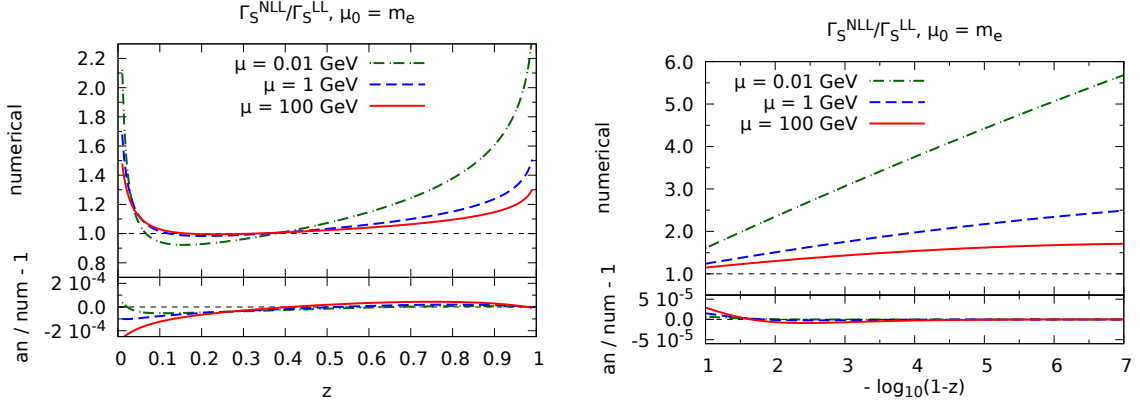 Γ_S^NLL/Γ_S^LL, μ_0 = m_e
μ = 0.01 GeV
μ = 1 GeV
μ = 100 GeV
numerical
2.2
2.0
1.8
1.6
1.4
1.2
1.0
0.8
an / num - 1
2 10^-4
0.0
-2 10^-4
0 0.1 0.2 0.3 0.4 0.5 0.6 0.7 0.8 0.9 1
z
Γ_S^NLL/Γ_S^LL, μ_0 = m_e
μ = 0.01 GeV
μ = 1 GeV
μ = 100 GeV
numerical
6.0
5.0
4.0
3.0
2.0
1.0
an / num - 1
5 10^-5
0.0
-5 10^-5
1 2 3 4 5 6 7
- log_10(1-z)